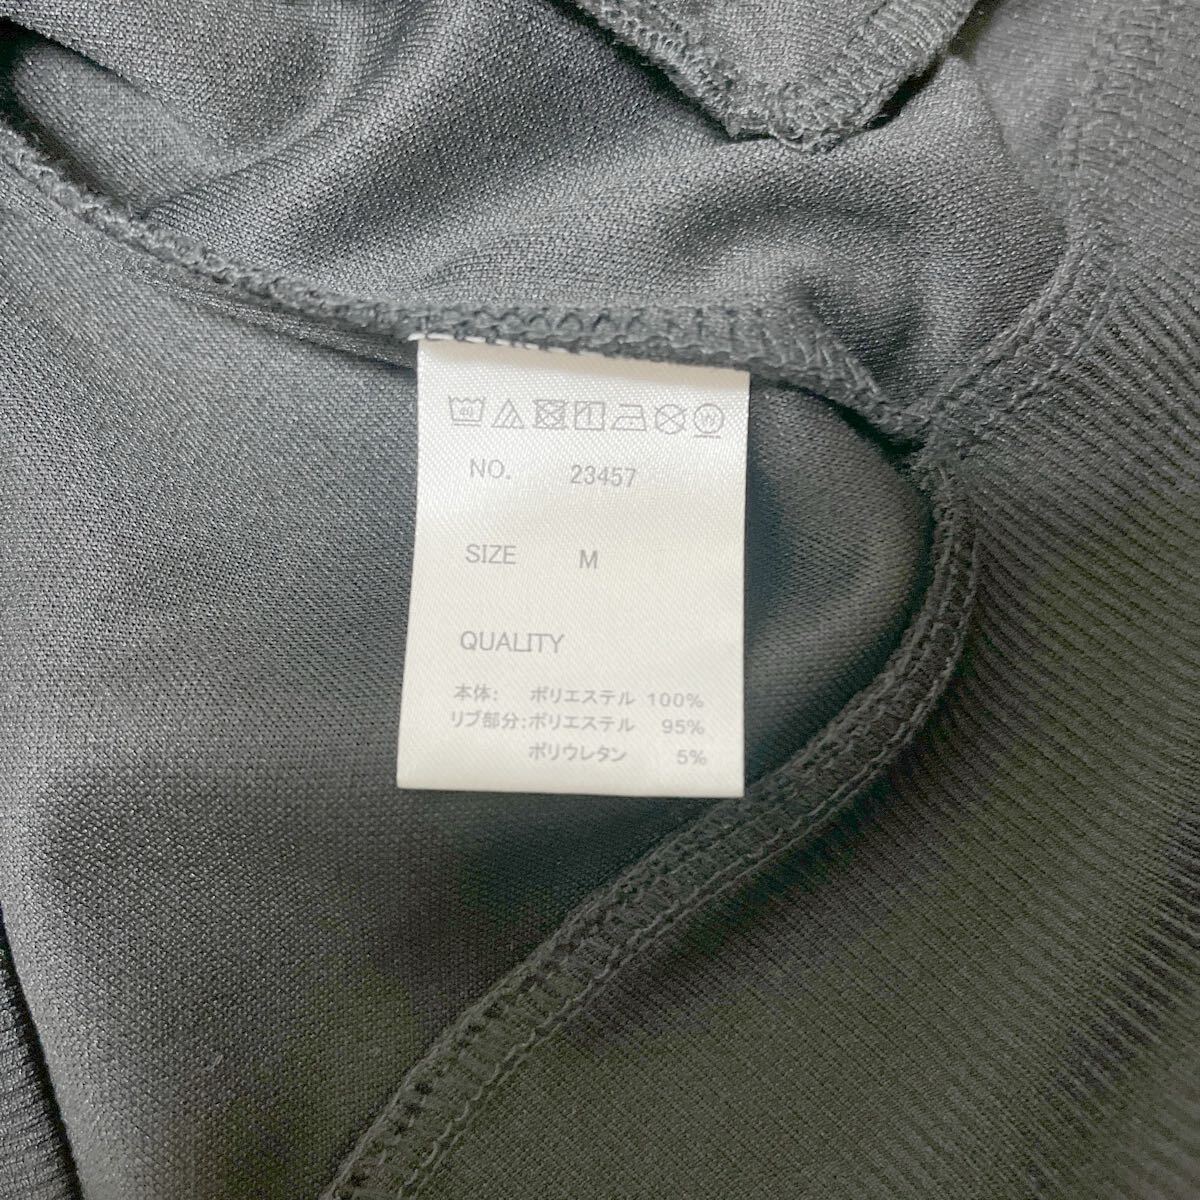 40
NO. 23457
SIZE M
QUALITY
本体: ポリエステル 100%
リブ部分:ポリエステル 95%
ポリウレタン 5%